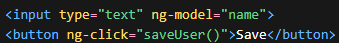 <input type="text" ng-model="name">
<button ng-click="saveUser()">Save</button>